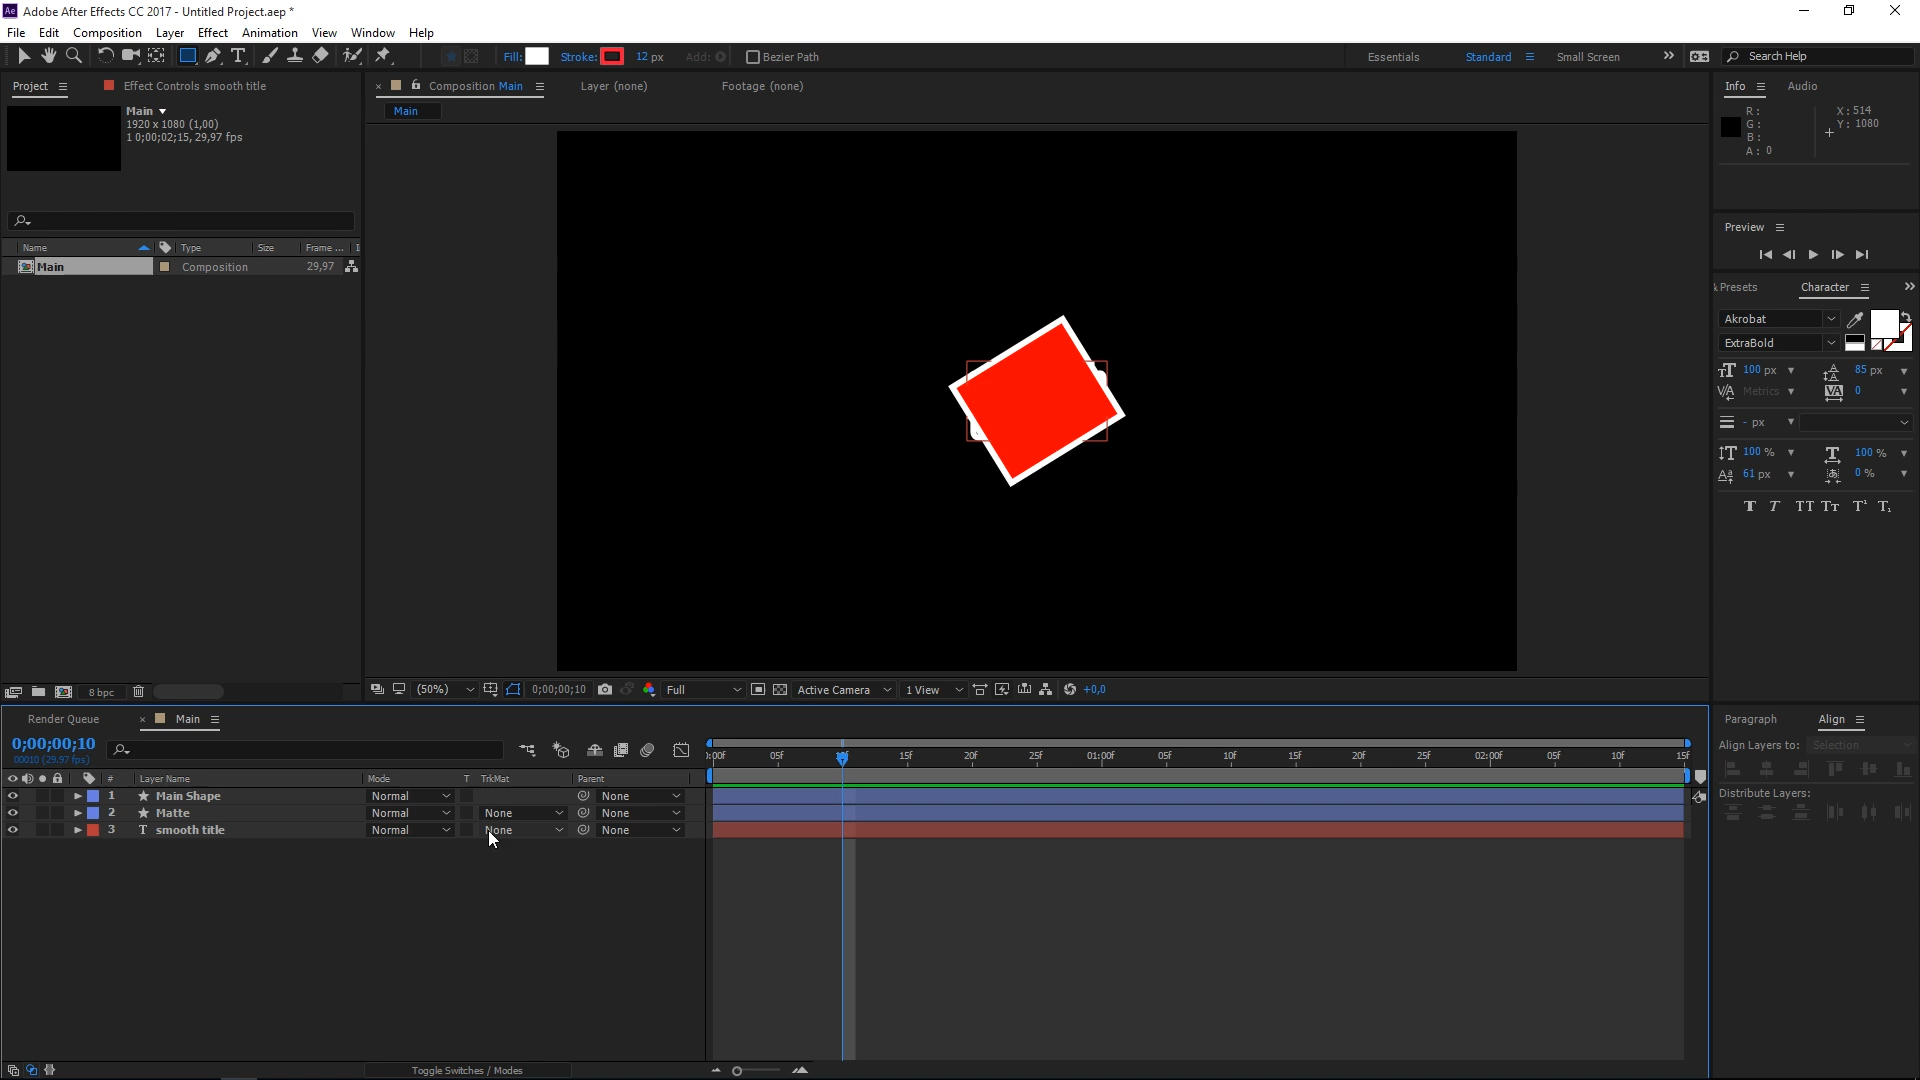 Ae Adobe After Effects CC 2017 - Untitled Project.aep *
File Edit Composition Layer Effect Animation View Window Help
Fill: Stroke: 12 px Add: Bezier Path Essentials Standard Small Screen Search Help
Project Effect Controls smooth title
Composition Main Layer (none) Footage (none)
Main
Main
1920 x 1080 (1,00)
1 0;00;02;15, 29,97 fps
Name Type Size Frame ...
Main Composition 29,97
8 bpc
(50%) 0;00;00;10 Full Active Camera 1 View +0,0
Info Audio
R: X: 514
G: Y: 1080
B:
A: 0
Preview
& Presets Character
Akrobat
ExtraBold
100 px 85 px
Metrics 0
- px
100 % 100 %
61 px 0 %
T T TT Tt T¹ T₁
Render Queue Main
0;00;00;10
00010 (29.97 fps)
# Layer Name Mode T TrkMat Parent
1 Main Shape Normal None
2 Matte Normal None None
3 T smooth title Normal None None
:00f 05f 10f 15f 20f 25f 01:00f 05f 10f 15f 20f 25f 02:00f 05f 10f 15f
Toggle Switches / Modes
Paragraph Align
Align Layers to: Selection
Distribute Layers: